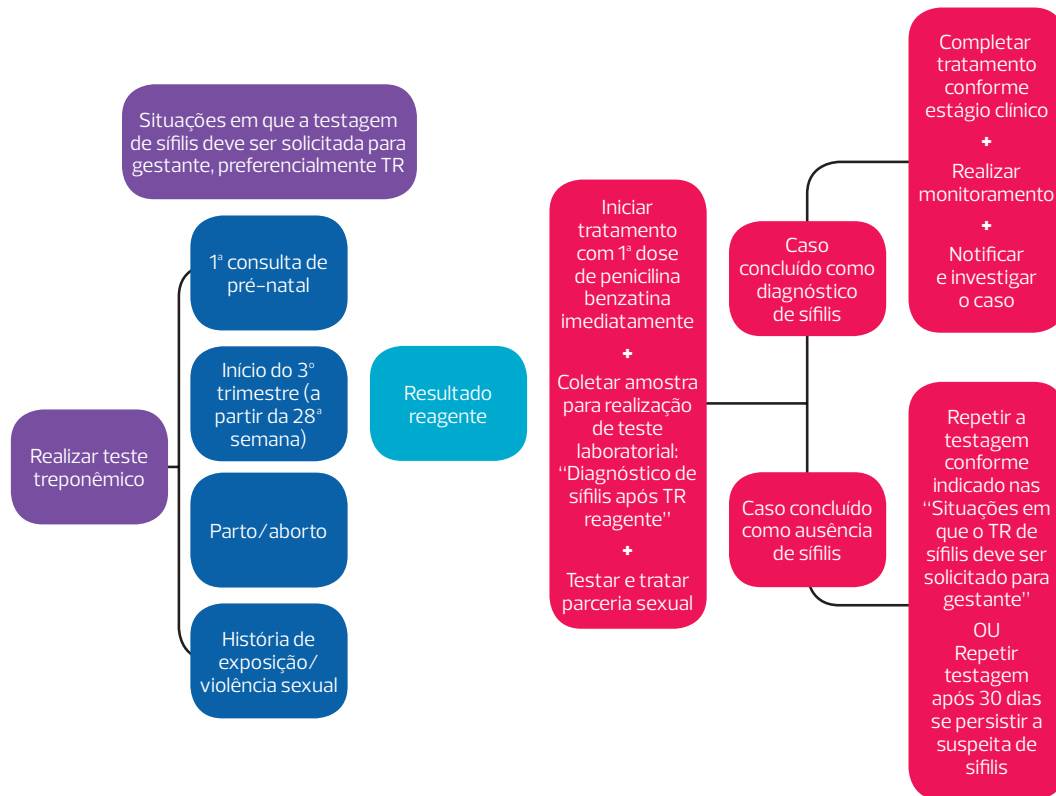 Situações em que a testagem
de sífilis deve ser solicitada para
gestante, preferencialmente TR
Realizar teste
treponêmico
1ª consulta de
pré-natal
Início do 3°
trimestre (a
partir da 28ª
semana)
Parto/aborto
História de
exposição/
violência sexual
Resultado
reagente
Iniciar
tratamento
com 1ª dose
de penicilina
benzatina
imediatamente
+
Coletar amostra
para realização
de teste
laboratorial:
“Diagnóstico de
sífilis após TR
reagente”
+
Testar e tratar
parceria sexual
Caso
concluído como
diagnóstico
de sífilis
Completar
tratamento
conforme
estágio clínico
+
Realizar
monitoramento
+
Notificar
e investigar
o caso
Caso concluído
como ausência
de sífilis
Repetir a
testagem
conforme
indicado nas
“Situações em
que o TR de
sífilis deve ser
solicitado para
gestante”
OU
Repetir
testagem
após 30 dias
se persistir a
suspeita de
sifilis